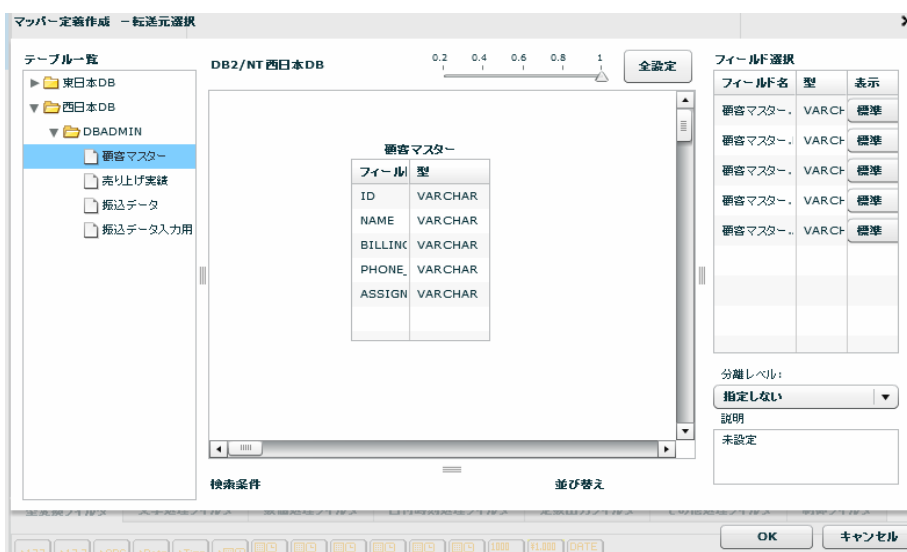 マッパー定義作成 －転送元選択
テーブル一覧
東日本DB
西日本DB
DBADMIN
顧客マスター
売り上げ実績
振込データ
振込データ入力用
DB2/NT 西日本DB
0.2 0.4 0.6 0.8 1
全設定
顧客マスター
フィール 型
ID VARCHAR
NAME VARCHAR
BILLING VARCHAR
PHONE_ VARCHAR
ASSIGN VARCHAR
検索条件
並び替え
フィールド選択
フィールド名 型 表示
顧客マスター. VARCH 標準
顧客マスター. VARCH 標準
顧客マスター. VARCH 標準
顧客マスター. VARCH 標準
顧客マスター.. VARCH 標準
分離レベル:
指定しない
説明
未設定
OK キャンセル